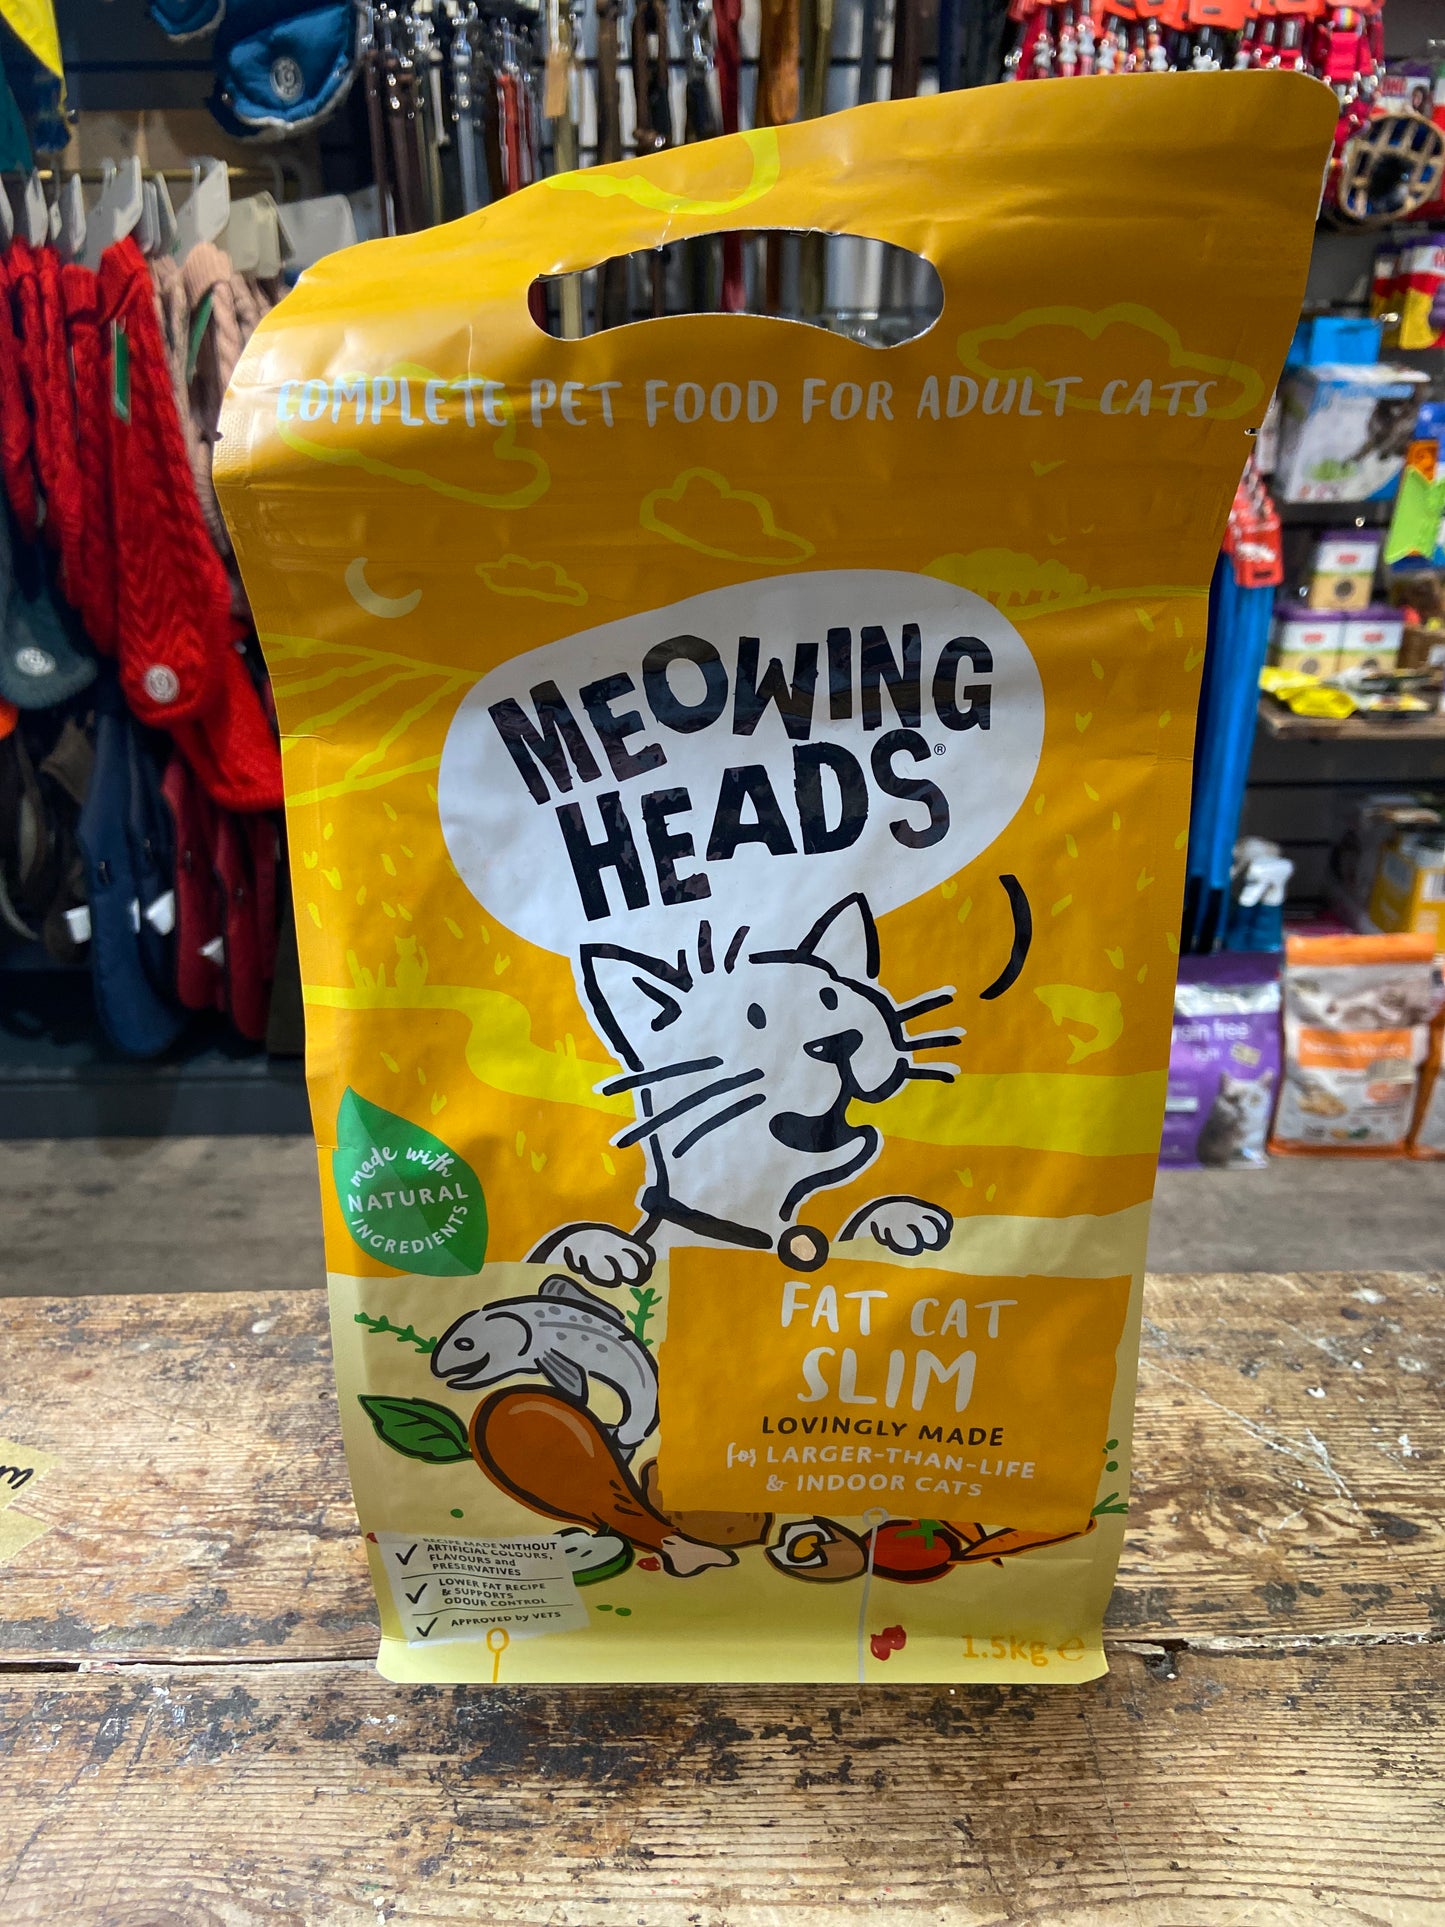 COMPLETE PET FOOD FOR ADULT CATS
MEOWING
HEADS®
made with
NATURAL
INGREDIENTS
FAT CAT
SLIM
LOVINGLY MADE
for LARGER-THAN-LIFE
& INDOOR CATS
RECIPE MADE WITHOUT
ARTIFICIAL COLOURS,
FLAVOURS and
PRESERVATIVES
LOWER FAT RECIPE
& SUPPORTS
ODOUR CONTROL
APPROVED by VETS
1.5kg ℮